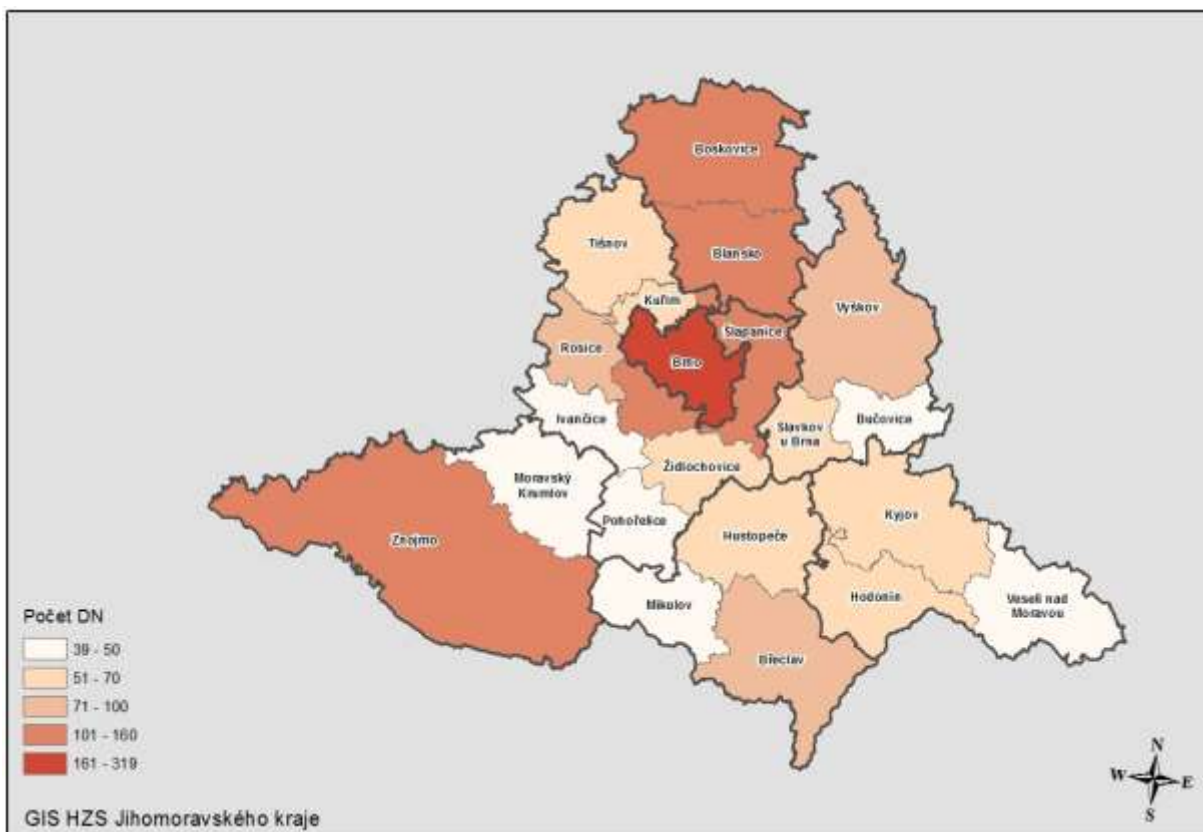 Boskovice
Tišnov
Blansko
Kuřim
Vyškov
Šlapanice
Rosice
Brno
Ivančice
Slavkov
u Brna
Bučovice
Židlochovice
Moravský
Krumlov
Pohořelice
Kyjov
Hustopeče
Znojmo
Mikulov
Hodonín
Veselí nad
Moravou
Břeclav
Počet DN
39 - 50
51 - 70
71 - 100
101 - 160
161 - 319
N
W
E
S
GIS HZS Jihomoravského kraje